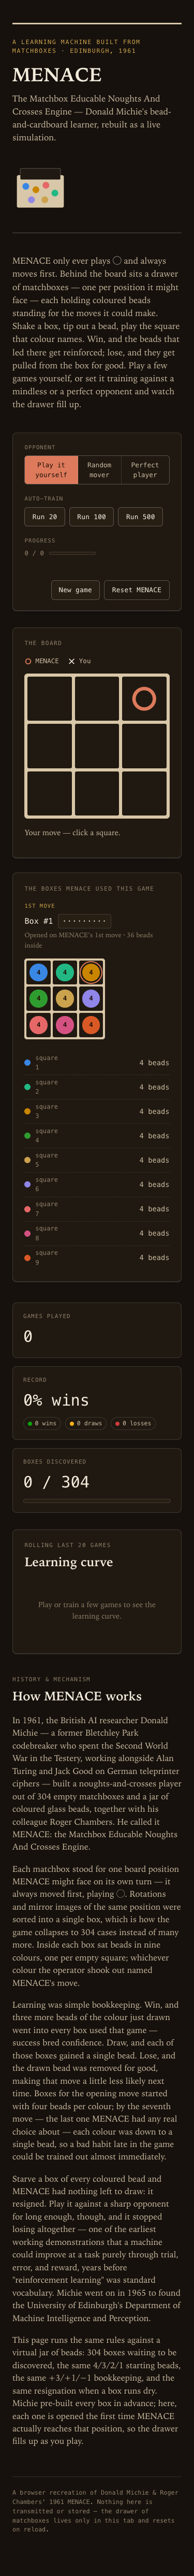 A LEARNING MACHINE BUILT FROM
MATCHBOXES · EDINBURGH, 1961
MENACE
The Matchbox Educable Noughts And
Crosses Engine — Donald Michie's bead-
and-cardboard learner, rebuilt as a live
simulation.
MENACE only ever plays ◯ and always
moves first. Behind the board sits a drawer
of matchboxes — one per position it might
face — each holding coloured beads
standing for the moves it could make.
Shake a box, tip out a bead, play the square
that colour names. Win, and the beads that
led there get reinforced; lose, and they get
pulled from the box for good. Play a few
games yourself, or set it training against a
mindless or a perfect opponent and watch
the drawer fill up.
OPPONENT
Play it
yourself
Random
mover
Perfect
player
AUTO-TRAIN
Run 20
Run 100
Run 500
PROGRESS
0 / 0
New game
Reset MENACE
THE BOARD
MENACE
You
Your move — click a square.
THE BOXES MENACE USED THIS GAME
1ST MOVE
Box #1 ·········
Opened on MENACE's 1st move · 36 beads
inside
4 4 4
4 4 4
4 4 4
square
1
4 beads
square
2
4 beads
square
3
4 beads
square
4
4 beads
square
5
4 beads
square
6
4 beads
square
7
4 beads
square
8
4 beads
square
9
4 beads
GAMES PLAYED
0
RECORD
0% wins
0 wins
0 draws
0 losses
BOXES DISCOVERED
0 / 304
ROLLING LAST 20 GAMES
Learning curve
Play or train a few games to see the
learning curve.
HISTORY & MECHANISM
How MENACE works
In 1961, the British AI researcher Donald
Michie — a former Bletchley Park
codebreaker who spent the Second World
War in the Testery, working alongside Alan
Turing and Jack Good on German teleprinter
ciphers — built a noughts-and-crosses player
out of 304 empty matchboxes and a jar of
coloured glass beads, together with his
colleague Roger Chambers. He called it
MENACE: the Matchbox Educable Noughts
And Crosses Engine.
Each matchbox stood for one board position
MENACE might face on its own turn — it
always moved first, playing ◯. Rotations
and mirror images of the same position were
sorted into a single box, which is how the
game collapses to 304 cases instead of many
more. Inside each box sat beads in nine
colours, one per empty square; whichever
colour the operator shook out named
MENACE's move.
Learning was simple bookkeeping. Win, and
three more beads of the colour just drawn
went into every box used that game —
success bred confidence. Draw, and each of
those boxes gained a single bead. Lose, and
the drawn bead was removed for good,
making that move a little less likely next
time. Boxes for the opening move started
with four beads per colour; by the seventh
move — the last one MENACE had any real
choice about — each colour was down to a
single bead, so a bad habit late in the game
could be trained out almost immediately.
Starve a box of every coloured bead and
MENACE had nothing left to draw: it
resigned. Play it against a sharp opponent
for long enough, though, and it stopped
losing altogether — one of the earliest
working demonstrations that a machine
could improve at a task purely through trial,
error, and reward, years before
"reinforcement learning" was standard
vocabulary. Michie went on in 1965 to found
the University of Edinburgh's Department of
Machine Intelligence and Perception.
This page runs the same rules against a
virtual jar of beads: 304 boxes waiting to be
discovered, the same 4/3/2/1 starting beads,
the same +3/+1/−1 bookkeeping, and the
same resignation when a box runs dry.
Michie pre-built every box in advance; here,
each one is opened the first time MENACE
actually reaches that position, so the drawer
fills up as you play.
A browser recreation of Donald Michie & Roger
Chambers' 1961 MENACE. Nothing here is
transmitted or stored — the drawer of
matchboxes lives only in this tab and resets
on reload.